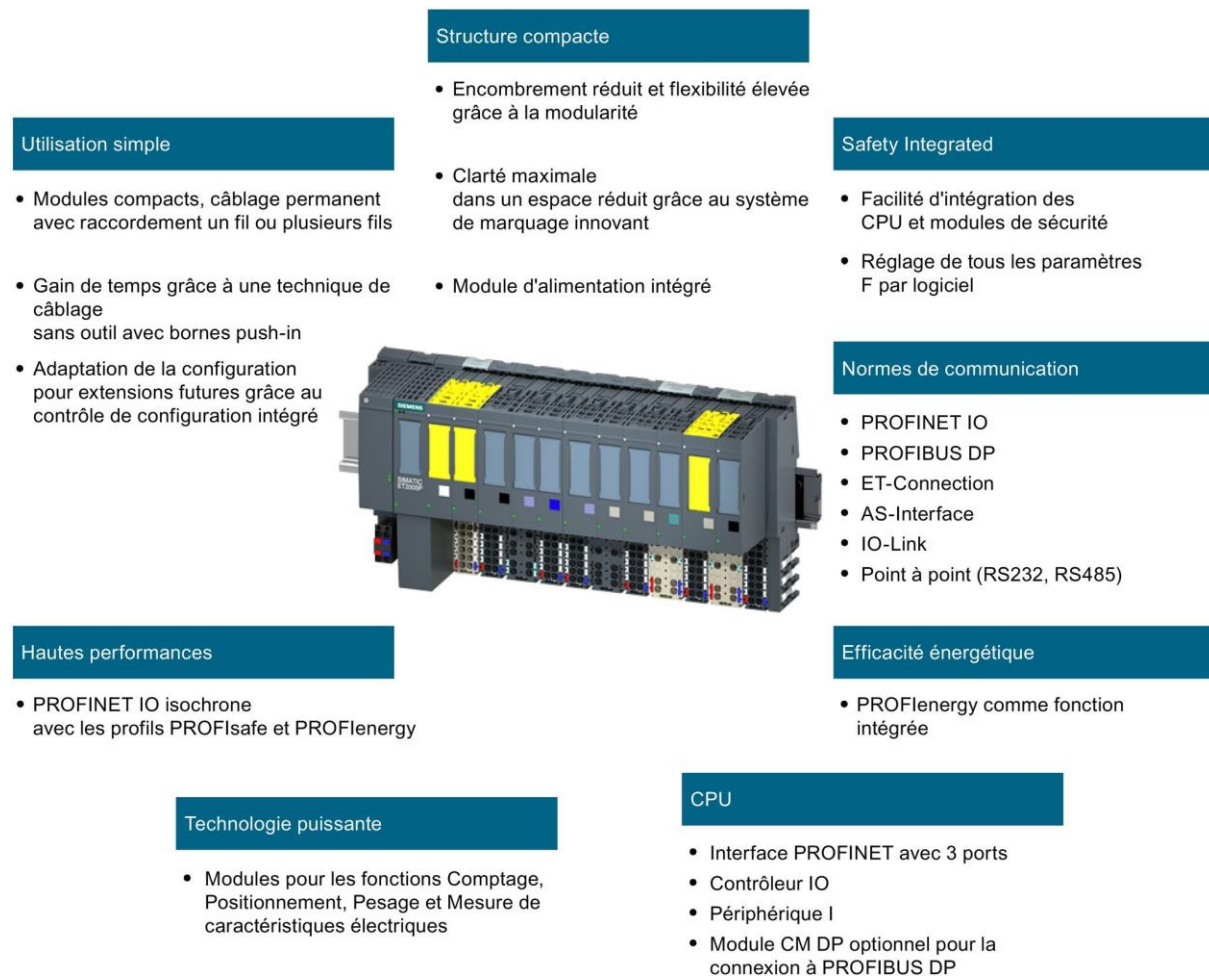 Structure compacte
• Encombrement réduit et flexibilité élevée
grâce à la modularité
• Clarté maximale
dans un espace réduit grâce au système
de marquage innovant
• Module d'alimentation intégré
Utilisation simple
• Modules compacts, câblage permanent
avec raccordement un fil ou plusieurs fils
• Gain de temps grâce à une technique de
câblage
sans outil avec bornes push-in
• Adaptation de la configuration
pour extensions futures grâce au
contrôle de configuration intégré
Safety Integrated
• Facilité d'intégration des
CPU et modules de sécurité
• Réglage de tous les paramètres
F par logiciel
Normes de communication
• PROFINET IO
• PROFIBUS DP
• ET-Connection
• AS-Interface
• IO-Link
• Point à point (RS232, RS485)
SIEMENS
SIMATIC
ET200SP
Hautes performances
• PROFINET IO isochrone
avec les profils PROFIsafe et PROFIenergy
Efficacité énergétique
• PROFIenergy comme fonction
intégrée
Technologie puissante
• Modules pour les fonctions Comptage,
Positionnement, Pesage et Mesure de
caractéristiques électriques
CPU
• Interface PROFINET avec 3 ports
• Contrôleur IO
• Périphérique I
• Module CM DP optionnel pour la
connexion à PROFIBUS DP